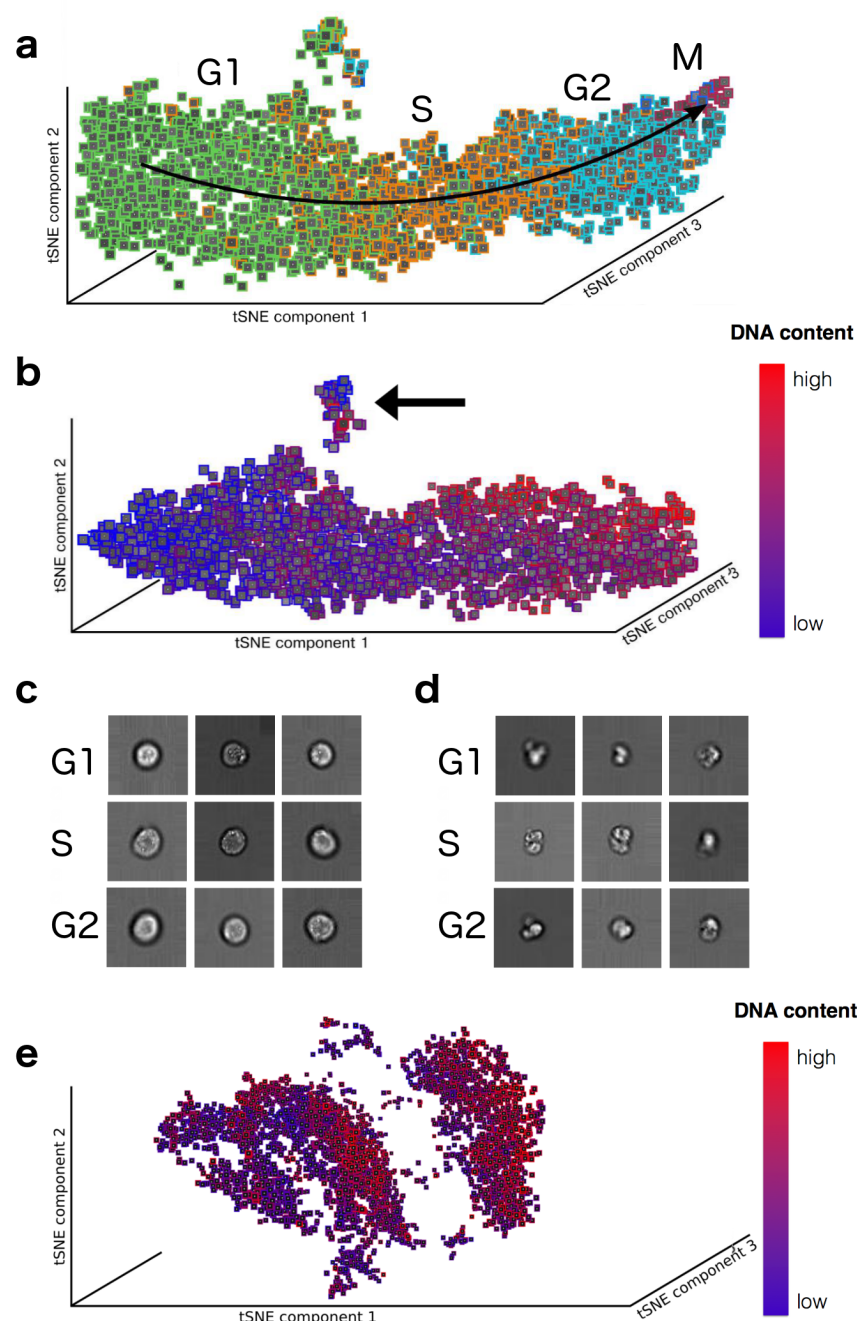 a
G1
S
G2
M
tSNE component 2
tSNE component 1
tSNE component 3
DNA content
high
low
b
tSNE component 2
tSNE component 1
tSNE component 3
c
G1
S
G2
d
G1
S
G2
DNA content
high
low
e
tSNE component 2
tSNE component 1
tSNE component 3